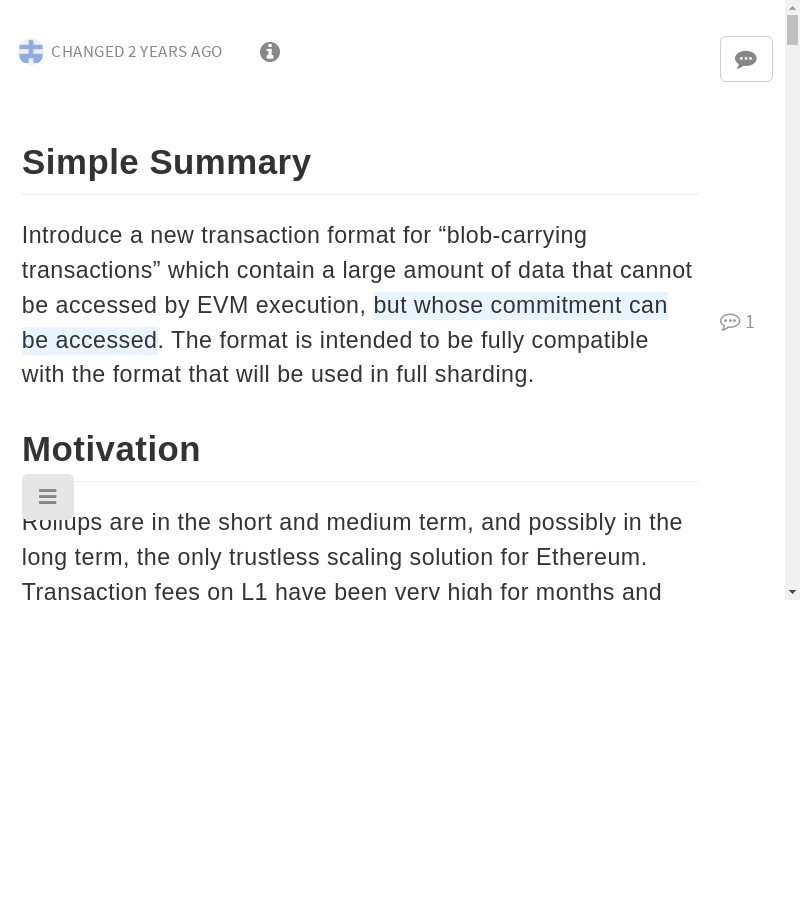 CHANGED 2 YEARS AGO
Simple Summary
Introduce a new transaction format for “blob-carrying
transactions” which contain a large amount of data that cannot
be accessed by EVM execution, but whose commitment can
be accessed. The format is intended to be fully compatible
with the format that will be used in full sharding.
1
Motivation
Rollups are in the short and medium term, and possibly in the
long term, the only trustless scaling solution for Ethereum.
Transaction fees on L1 have been very high for months and